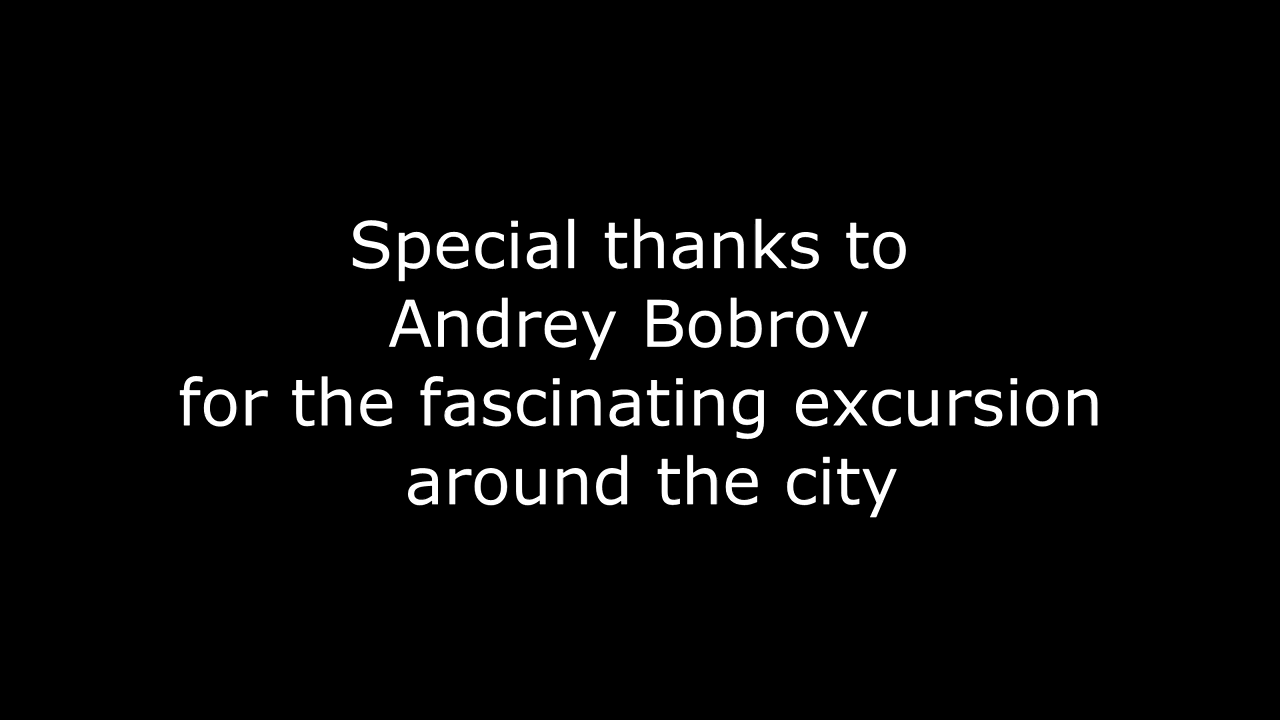 Special thanks to
Andrey Bobrov
for the fascinating excursion
around the city